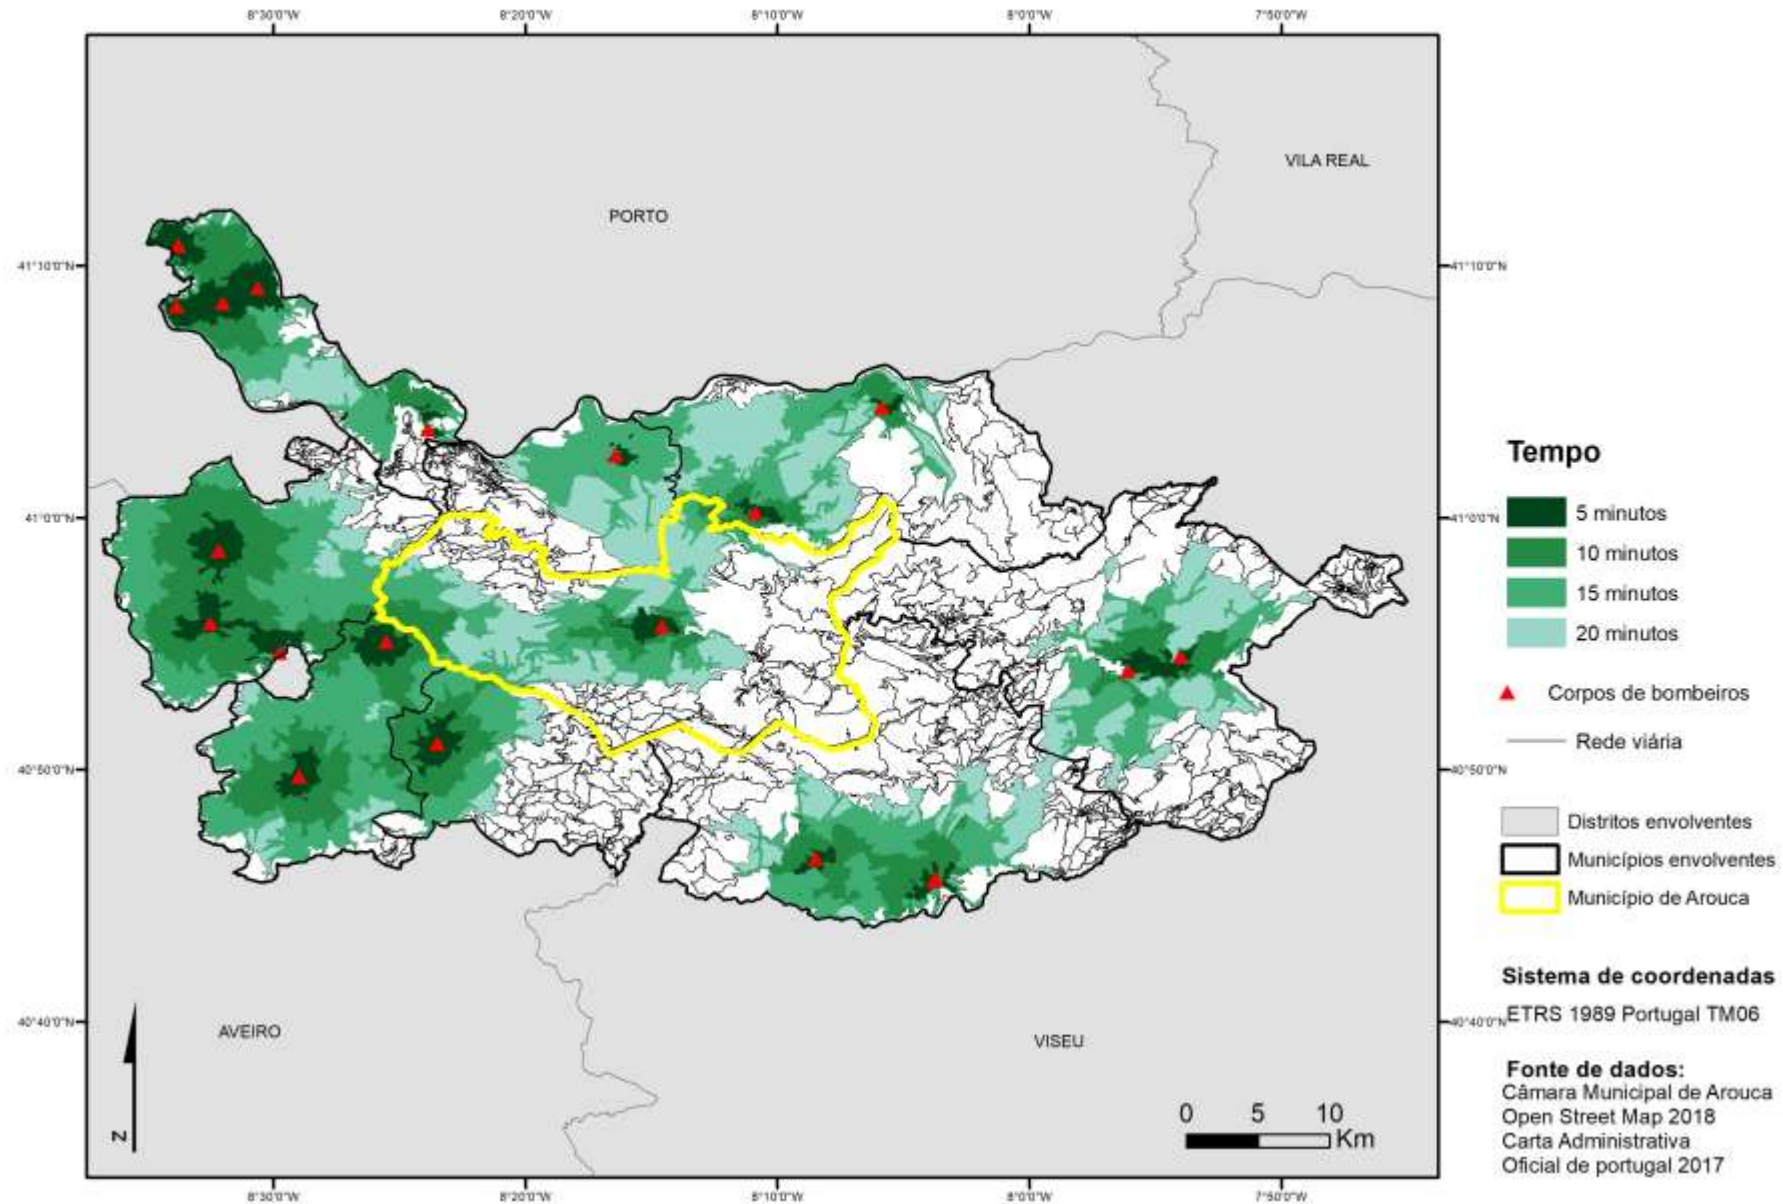 8°30'0"W 8°20'0"W 8°10'0"W 8°0'0"W 7°50'0"W
VILA REAL
PORTO
41°10'0"N 41°10'0"N
Tempo
5 minutos
41°0'0"N 41°0'0"N
10 minutos
15 minutos
20 minutos
Corpos de bombeiros
Rede viária
40°50'0"N 40°50'0"N
Distritos envolventes
Municípios envolventes
Município de Arouca
Sistema de coordenadas
ETRS 1989 Portugal TM06
40°40'0"N 40°40'0"N
AVEIRO
VISEU
Fonte de dados:
Câmara Municipal de Arouca
Open Street Map 2018
Carta Administrativa
Oficial de portugal 2017
0 5 10
Km
N
8°30'0"W 8°20'0"W 8°10'0"W 8°0'0"W 7°50'0"W